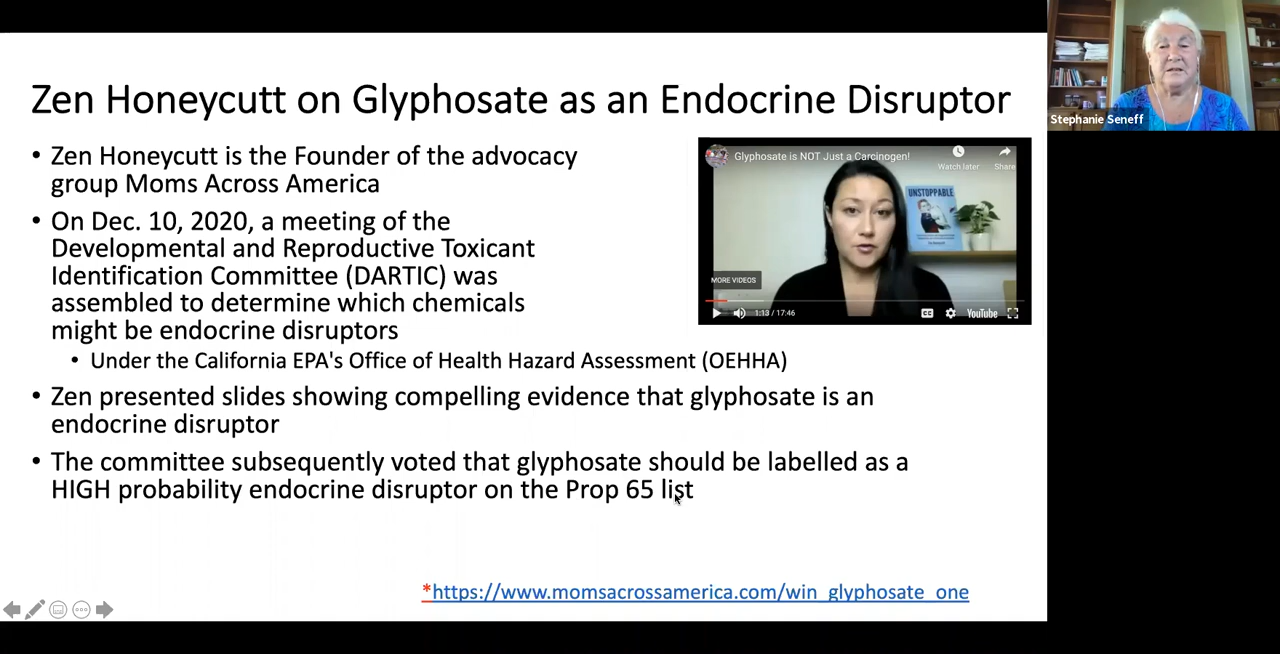 Stephanie Seneff
Zen Honeycutt on Glyphosate as an Endocrine Disruptor
• Zen Honeycutt is the Founder of the advocacy
group Moms Across America
• On Dec. 10, 2020, a meeting of the
Developmental and Reproductive Toxicant
Identification Committee (DARTIC) was
assembled to determine which chemicals
might be endocrine disruptors
• Under the California EPA's Office of Health Hazard Assessment (OEHHA)
• Zen presented slides showing compelling evidence that glyphosate is an
endocrine disruptor
• The committee subsequently voted that glyphosate should be labelled as a
HIGH probability endocrine disruptor on the Prop 65 list
Glyphosate is NOT Just a Carcinogen!
Watch later
Share
UNSTOPPABLE
MORE VIDEOS
1:13 / 17:46
CC
YouTube
*https://www.momsacrossamerica.com/win_glyphosate_one